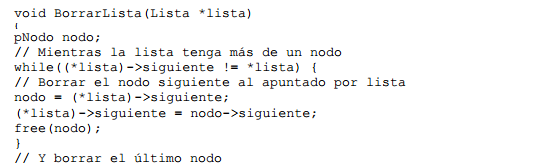 void BorrarLista(Lista *lista)
{
pNodo nodo;
// Mientras la lista tenga más de un nodo
while((*lista)->siguiente != *lista) {
// Borrar el nodo siguiente al apuntado por lista
nodo = (*lista)->siguiente;
(*lista)->siguiente = nodo->siguiente;
free(nodo);
}
// Y borrar el último nodo